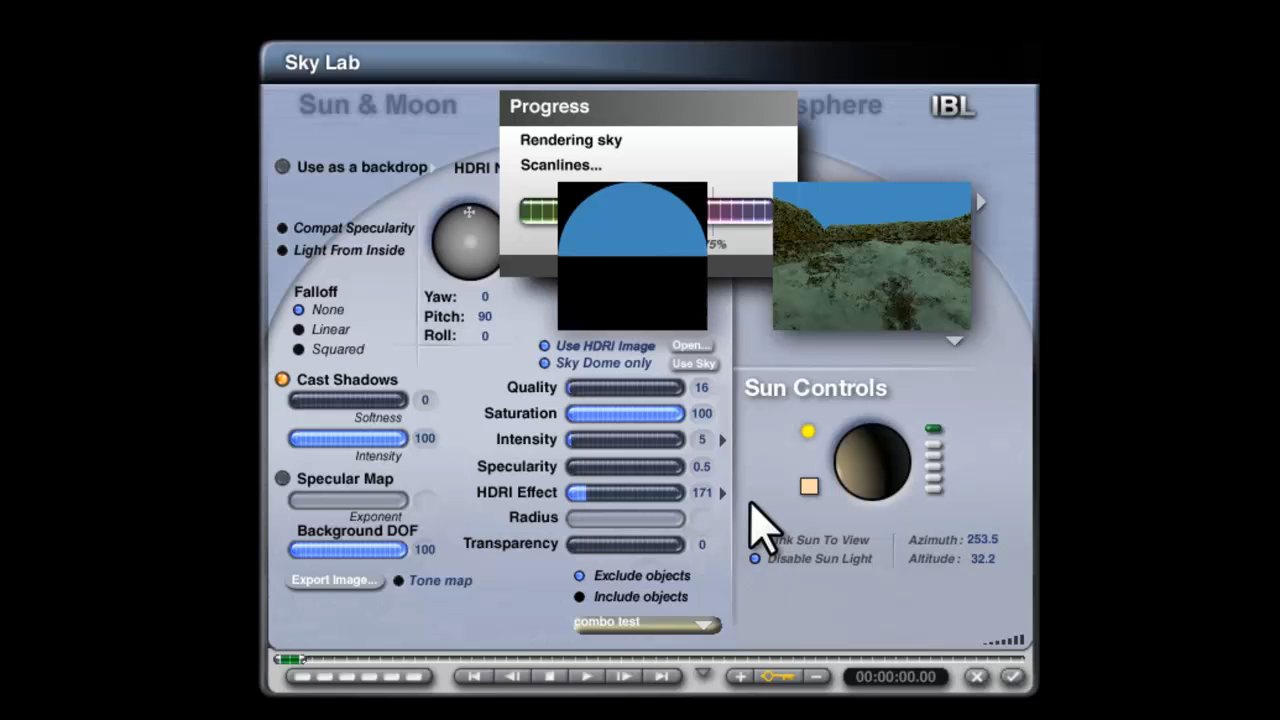 Sky Lab
Sun & Moon
sphere
IBL
Progress
Rendering sky
Scanlines...
75%
Use as a backdrop
HDRI
Compat Specularity
Light From Inside
Falloff
None
Linear
Squared
Yaw: 0
Pitch: 90
Roll: 0
Use HDRI Image Open...
Sky Dome only Use Sky
Cast Shadows
0
Softness
100
Intensity
Specular Map
Exponent
Background DOF
100
Export Image... Tone map
Quality 16
Saturation 100
Intensity 5
Specularity 0.5
HDRI Effect 171
Radius
Transparency 0
Exclude objects
Include objects
combo test
Sun Controls
Sun To View
Disable Sun Light
Azimuth: 253.5
Altitude: 32.2
00:00:00.00